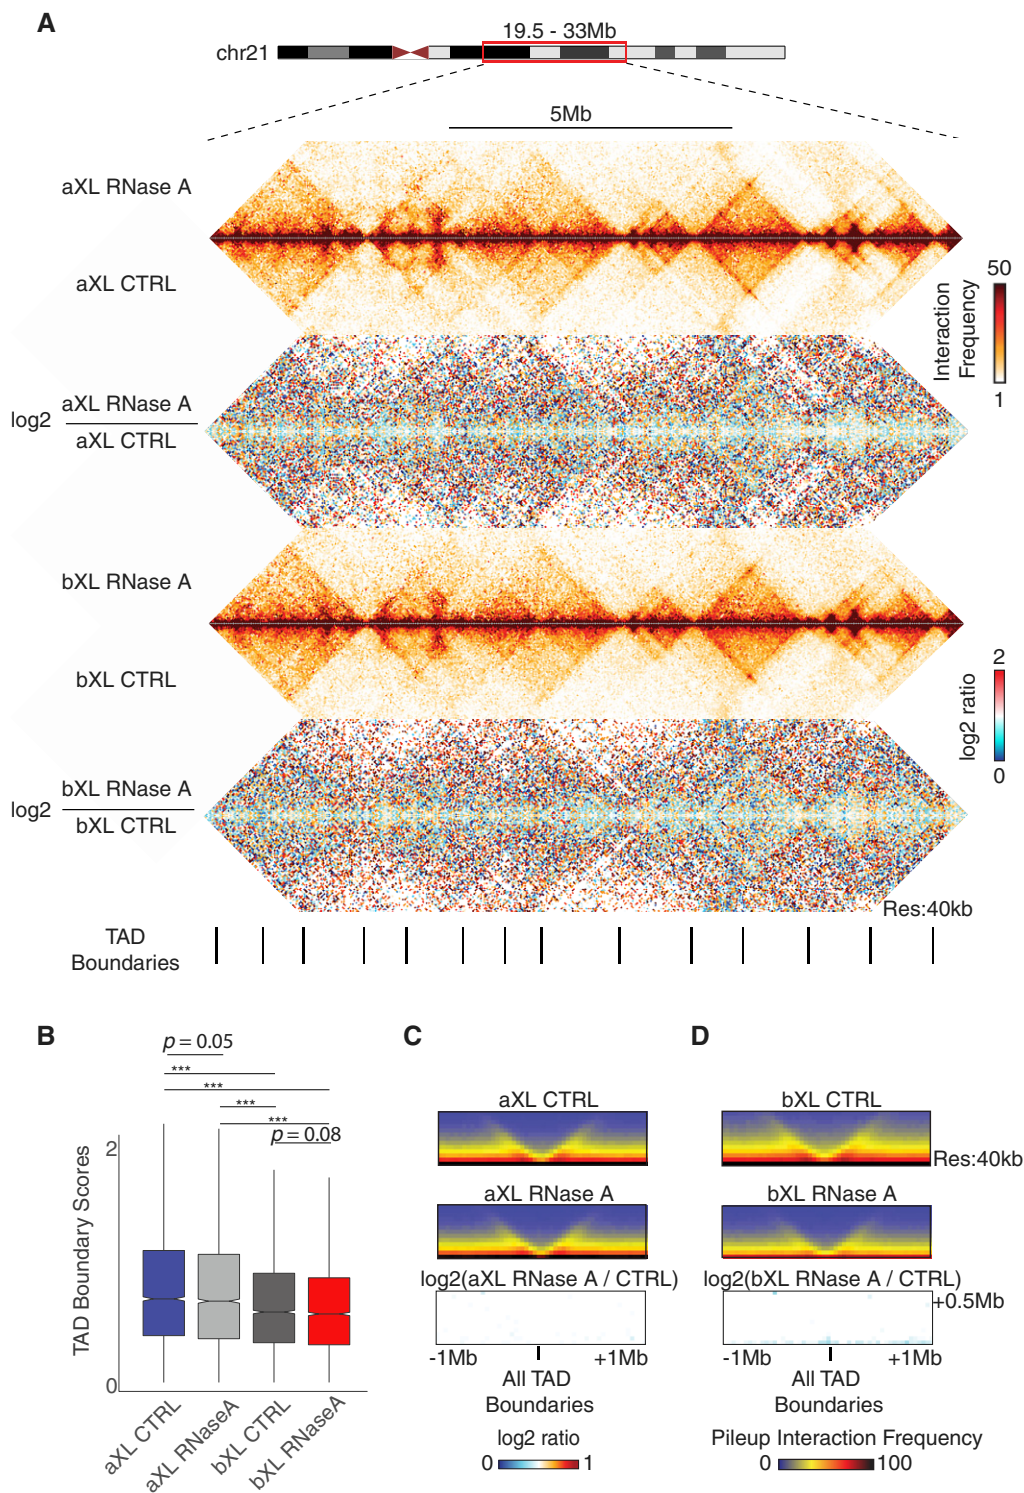 A
19.5 - 33Mb
chr21
5Mb
aXL RNase A
aXL CTRL
50
Interaction
Frequency
1
log2
aXL RNase A
aXL CTRL
bXL RNase A
bXL CTRL
2
log2 ratio
0
log2
bXL RNase A
bXL CTRL
Res:40kb
TAD
Boundaries
B
p = 0.05
***
***
***
***
p = 0.08
2
TAD Boundary Scores
0
aXL CTRL
aXL RNaseA
bXL CTRL
bXL RNaseA
C
aXL CTRL
aXL RNase A
log2(aXL RNase A / CTRL)
-1Mb
+1Mb
All TAD
Boundaries
log2 ratio
0
1
D
bXL CTRL
Res:40kb
bXL RNase A
log2(bXL RNase A / CTRL)
+0.5Mb
-1Mb
+1Mb
All TAD
Boundaries
Pileup Interaction Frequency
0
100